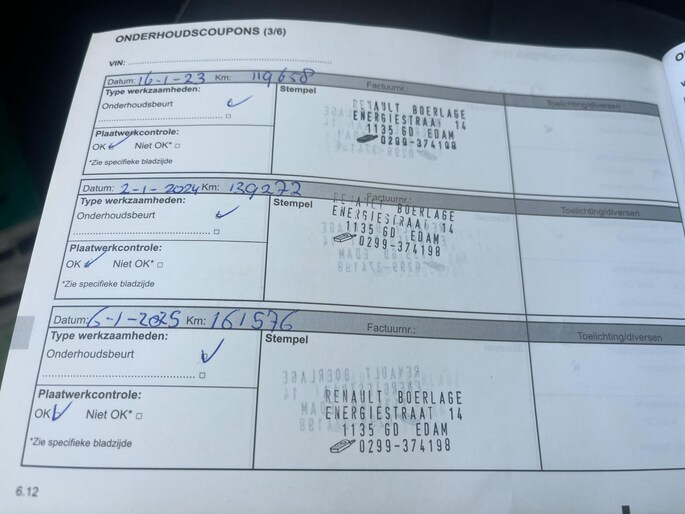 ONDERHOUDSCOUPONS (3/6)
VIN:
Datum: 16-1-23 Km: 119658 Factuurnr.:
Type werkzaamheden: Stempel Toelichting/diversen
Onderhoudsbeurt
RENAULT BOERLAGE
ENERGIESTRAAT 14
1135 GD EDAM
0299-374198
Plaatwerkcontrole:
OK Niet OK*
*Zie specifieke bladzijde
Datum: 2-1-2024 Km: 139272 Factuurnr.:
Type werkzaamheden: Stempel Toelichting/diversen
Onderhoudsbeurt
RENAULT BOERLAGE
ENERGIESTRAAT 14
1135 GD EDAM
0299-374198
Plaatwerkcontrole:
OK Niet OK*
*Zie specifieke bladzijde
Datum: 6-1-2025 Km: 161576 Factuurnr.: Toelichting/diversen
Type werkzaamheden: Stempel
Onderhoudsbeurt
RENAULT BOERLAGE
ENERGIESTRAAT 14
1135 GD EDAM
0299-374198
Plaatwerkcontrole:
OK Niet OK*
*Zie specifieke bladzijde
6.12